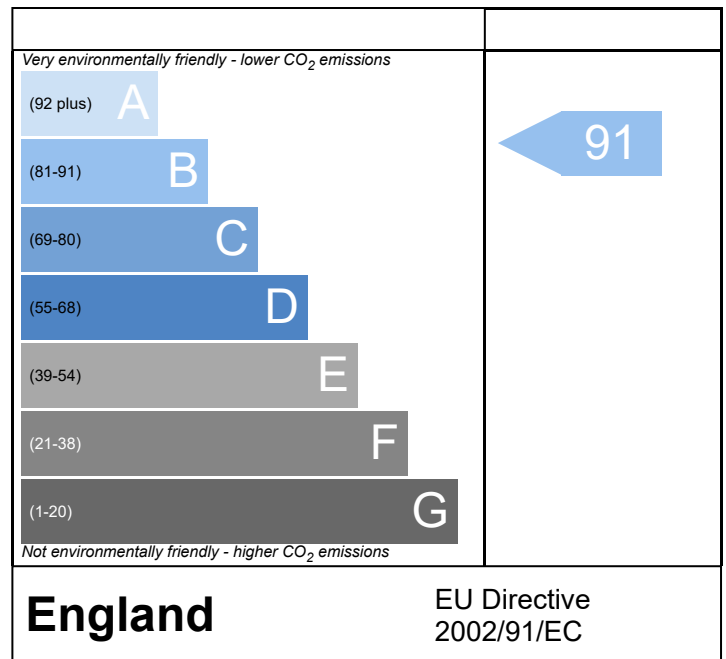 Very environmentally friendly - lower CO2 emissions
(92 plus) A
91
(81-91) B
(69-80) C
(55-68) D
(39-54) E
(21-38) F
(1-20) G
Not environmentally friendly - higher CO2 emissions
England
EU Directive
2002/91/EC